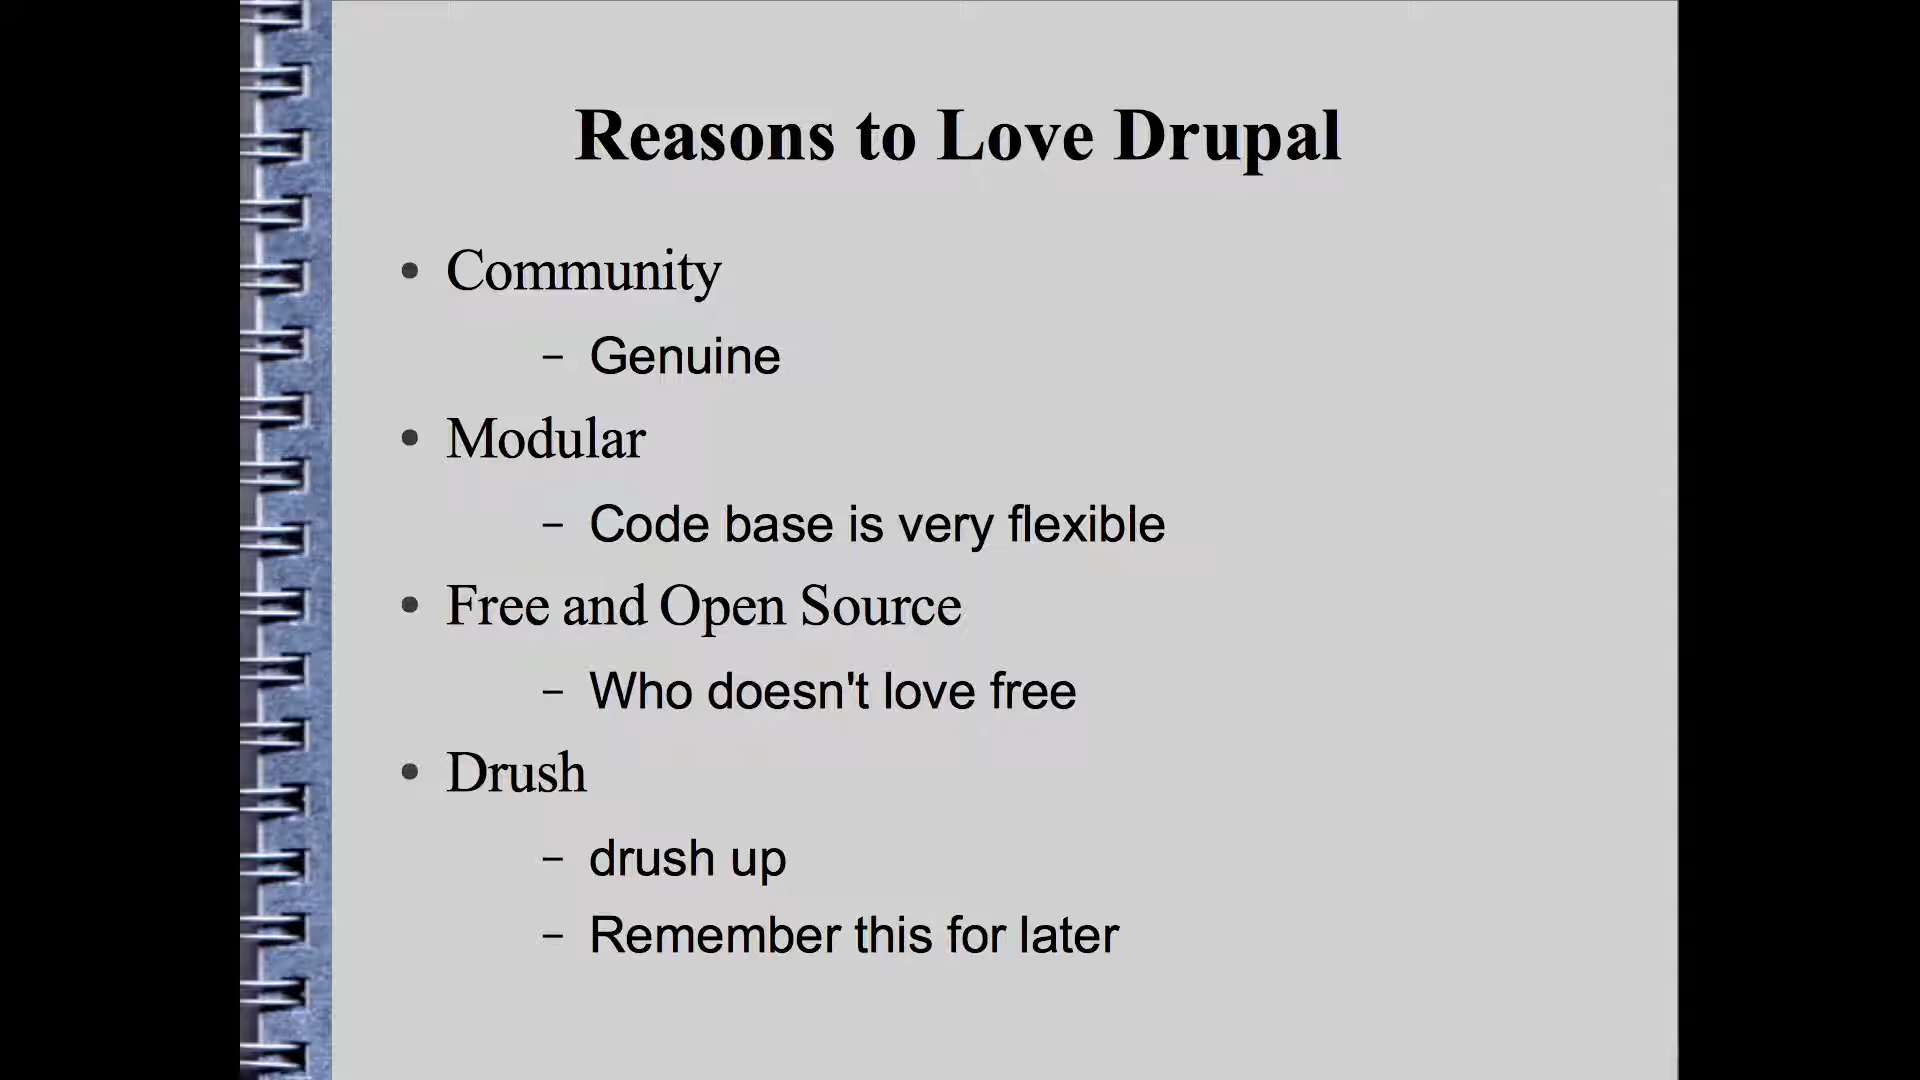 Reasons to Love Drupal
• Community
– Genuine
• Modular
– Code base is very flexible
• Free and Open Source
– Who doesn't love free
• Drush
– drush up
– Remember this for later